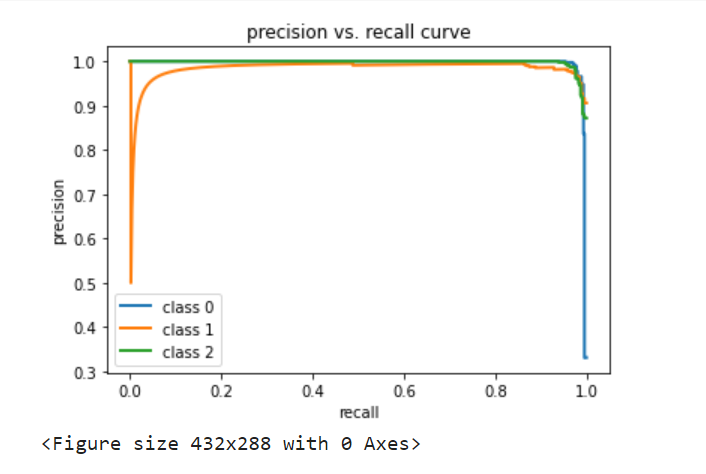 precision vs. recall curve
1.0
0.9
0.8
0.7
0.6
0.5
0.4
0.3
precision
class 0
class 1
class 2
0.0 0.2 0.4 0.6 0.8 1.0
recall
<Figure size 432x288 with 0 Axes>